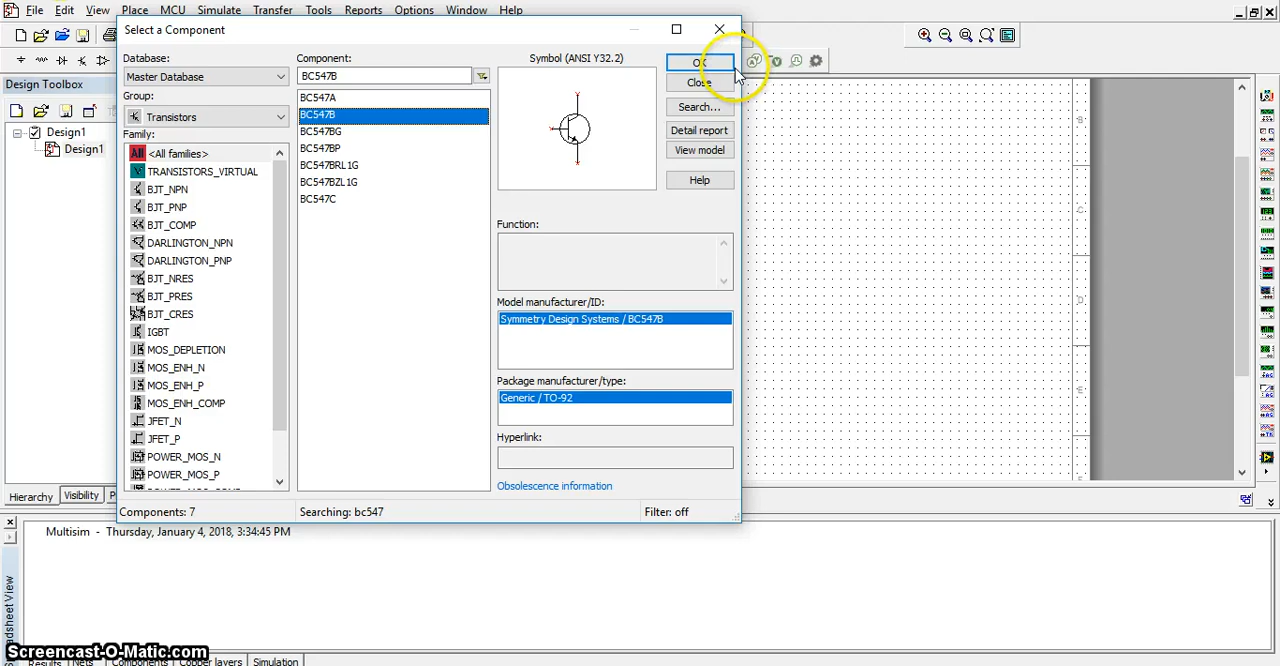 File Edit View Place MCU Simulate Transfer Tools Reports Options Window Help
Select a Component
Design Toolbox
Design1
Design1
Hierarchy Visibility P
Database:
Master Database
Group:
Transistors
Family:
All <All families>
TRANSISTORS_VIRTUAL
BJT_NPN
BJT_PNP
BJT_COMP
DARLINGTON_NPN
DARLINGTON_PNP
BJT_NRES
BJT_PRES
BJT_CRES
IGBT
MOS_DEPLETION
MOS_ENH_N
MOS_ENH_P
MOS_ENH_COMP
JFET_N
JFET_P
POWER_MOS_N
POWER_MOS_P
Component:
BC547B
BC547A
BC547B
BC547BG
BC547BP
BC547BRL1G
BC547BZL1G
BC547C
Symbol (ANSI Y32.2)
OK
Close
Search...
Detail report
View model
Help
Function:
Model manufacturer/ID:
Symmetry Design Systems / BC547B
Package manufacturer/type:
Generic / TO-92
Hyperlink:
Obsolescence information
Components: 7 Searching: bc547 Filter: off
B
C
D
E
Multisim - Thursday, January 4, 2018, 3:34:45 PM
adsheet View
Screencast-O-Matic.com
Results Nets Components Copper layers Simulation